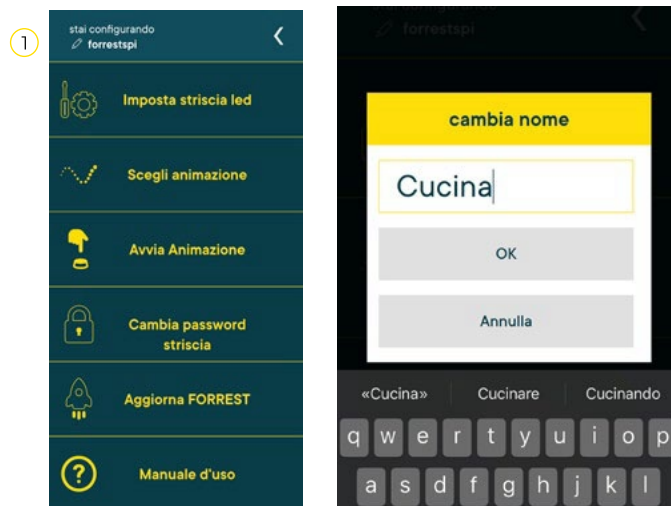 1
stai configurando
forrestspi
Imposta striscia led
Scegli animazione
Avvia Animazione
Cambia password
striscia
Aggiorna FORREST
?
Manuale d'uso
forrestspi
cambia nome
Cucina
OK
Annulla
«Cucina» Cucinare Cucinando
q w e r t y u i o p
a s d f g h j k l